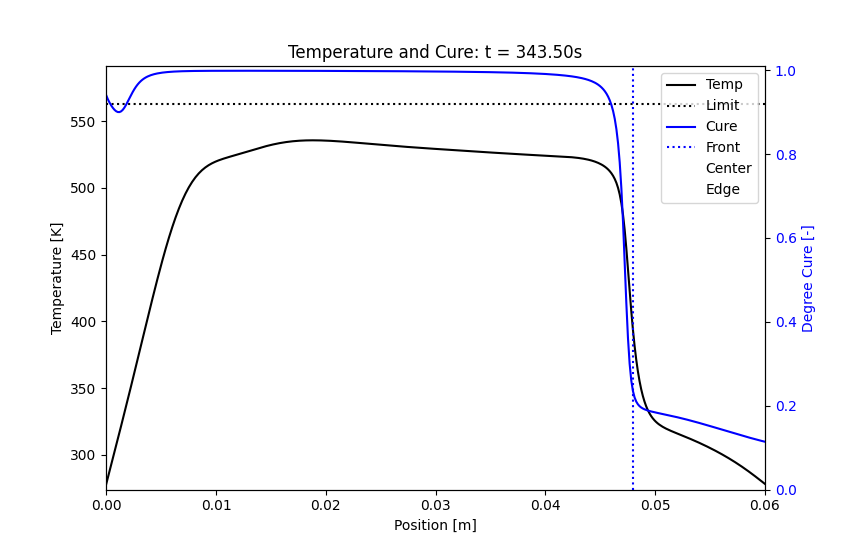 Temperature and Cure: t = 343.50s
Temp
Limit
Cure
Front
Center
Edge
550
500
450
400
350
300
Temperature [K]
1.0
0.8
0.6
0.4
0.2
0.0
Degree Cure [-]
0.00 0.01 0.02 0.03 0.04 0.05 0.06
Position [m]